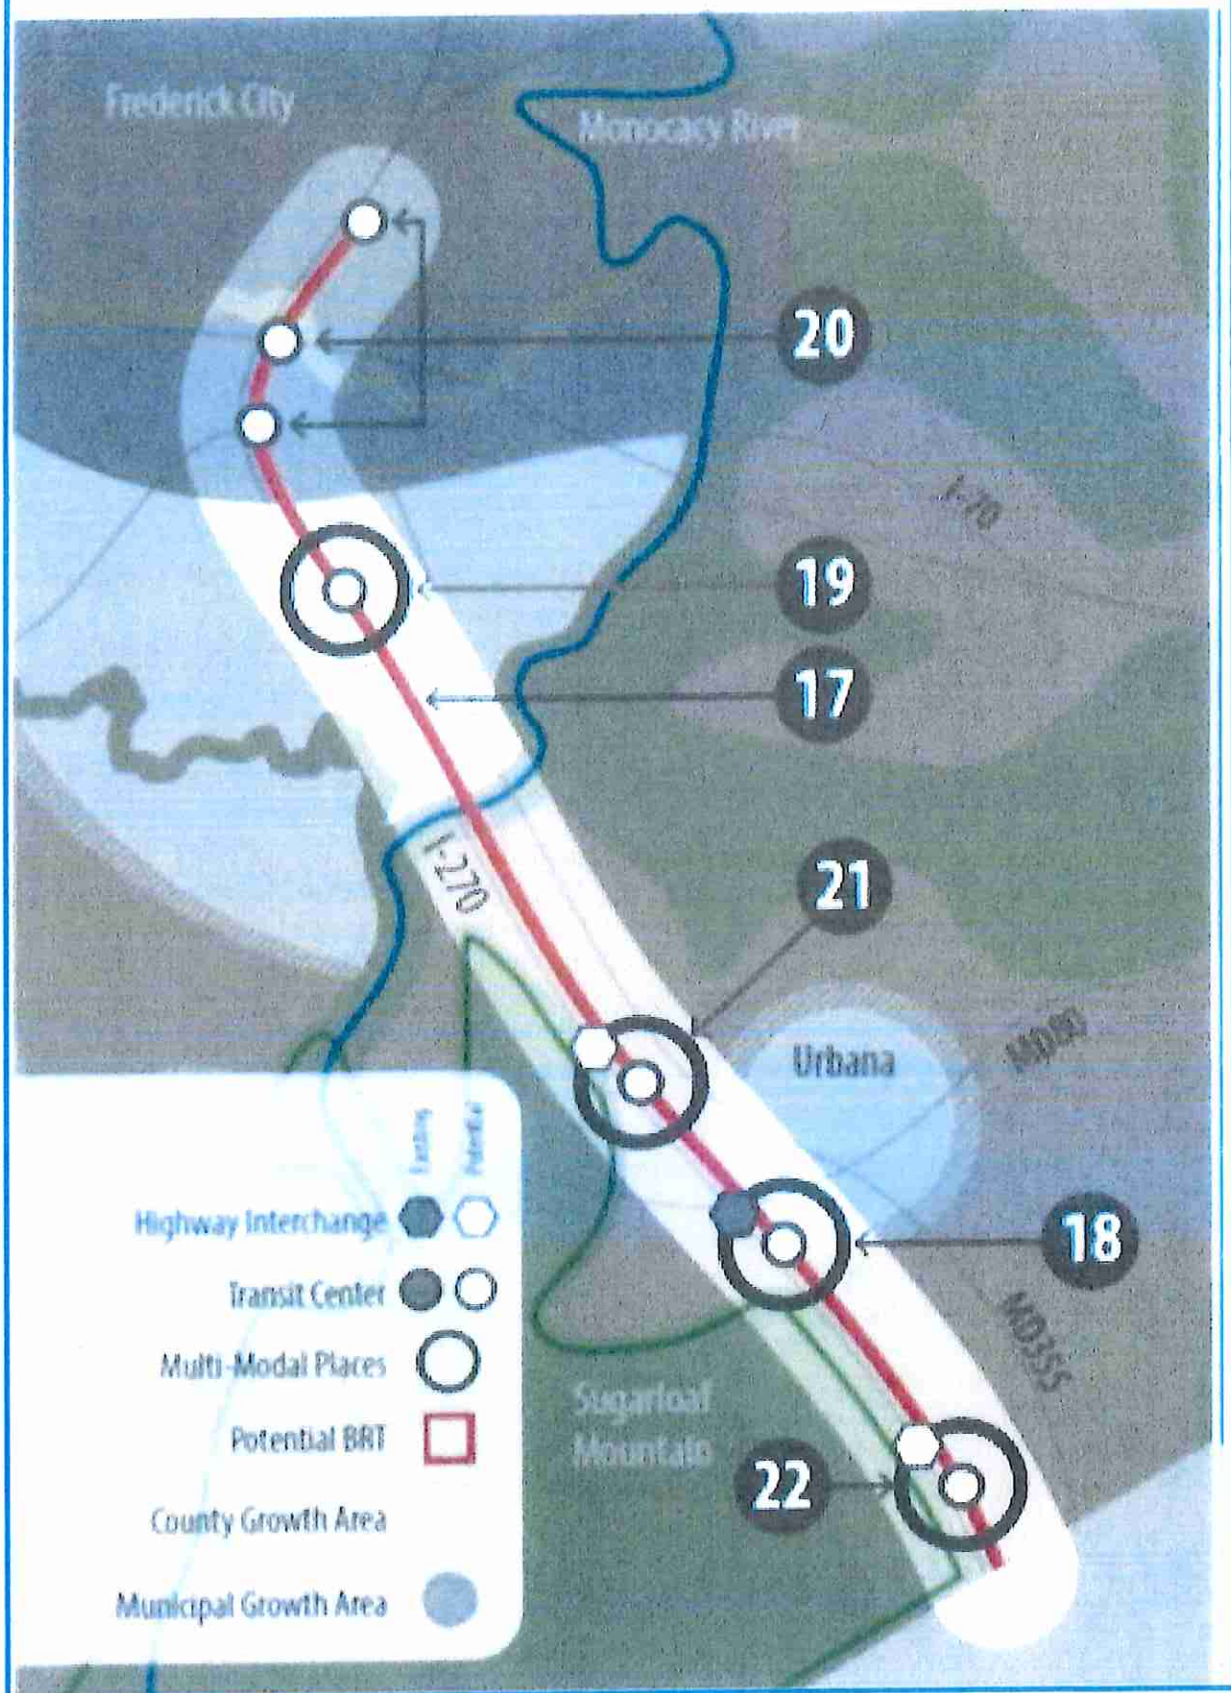 Frederick City
Monocacy River
20
I-70
19
17
I-270
21
MD80
Urbana
18
MD355
Sugarloaf
Mountain
22
Existing
Potential
Highway Interchange
Transit Center
Multi-Modal Places
Potential BRT
County Growth Area
Municipal Growth Area